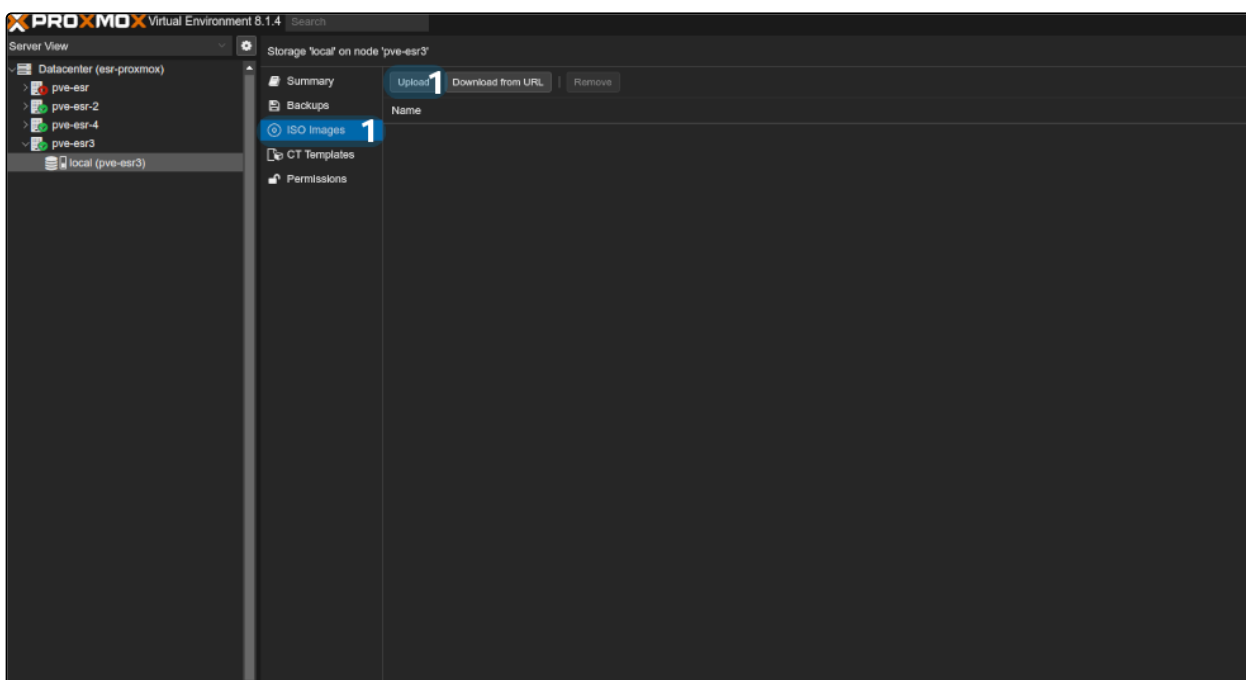 PROXMOX Virtual Environment 8.1.4 Search
Server View
Datacenter (esr-proxmox)
pve-esr
pve-esr-2
pve-esr-4
pve-esr3
local (pve-esr3)
Storage 'local' on node 'pve-esr3'
Summary
Backups
ISO Images 1
CT Templates
Permissions
Upload 1 Download from URL | Remove
Name